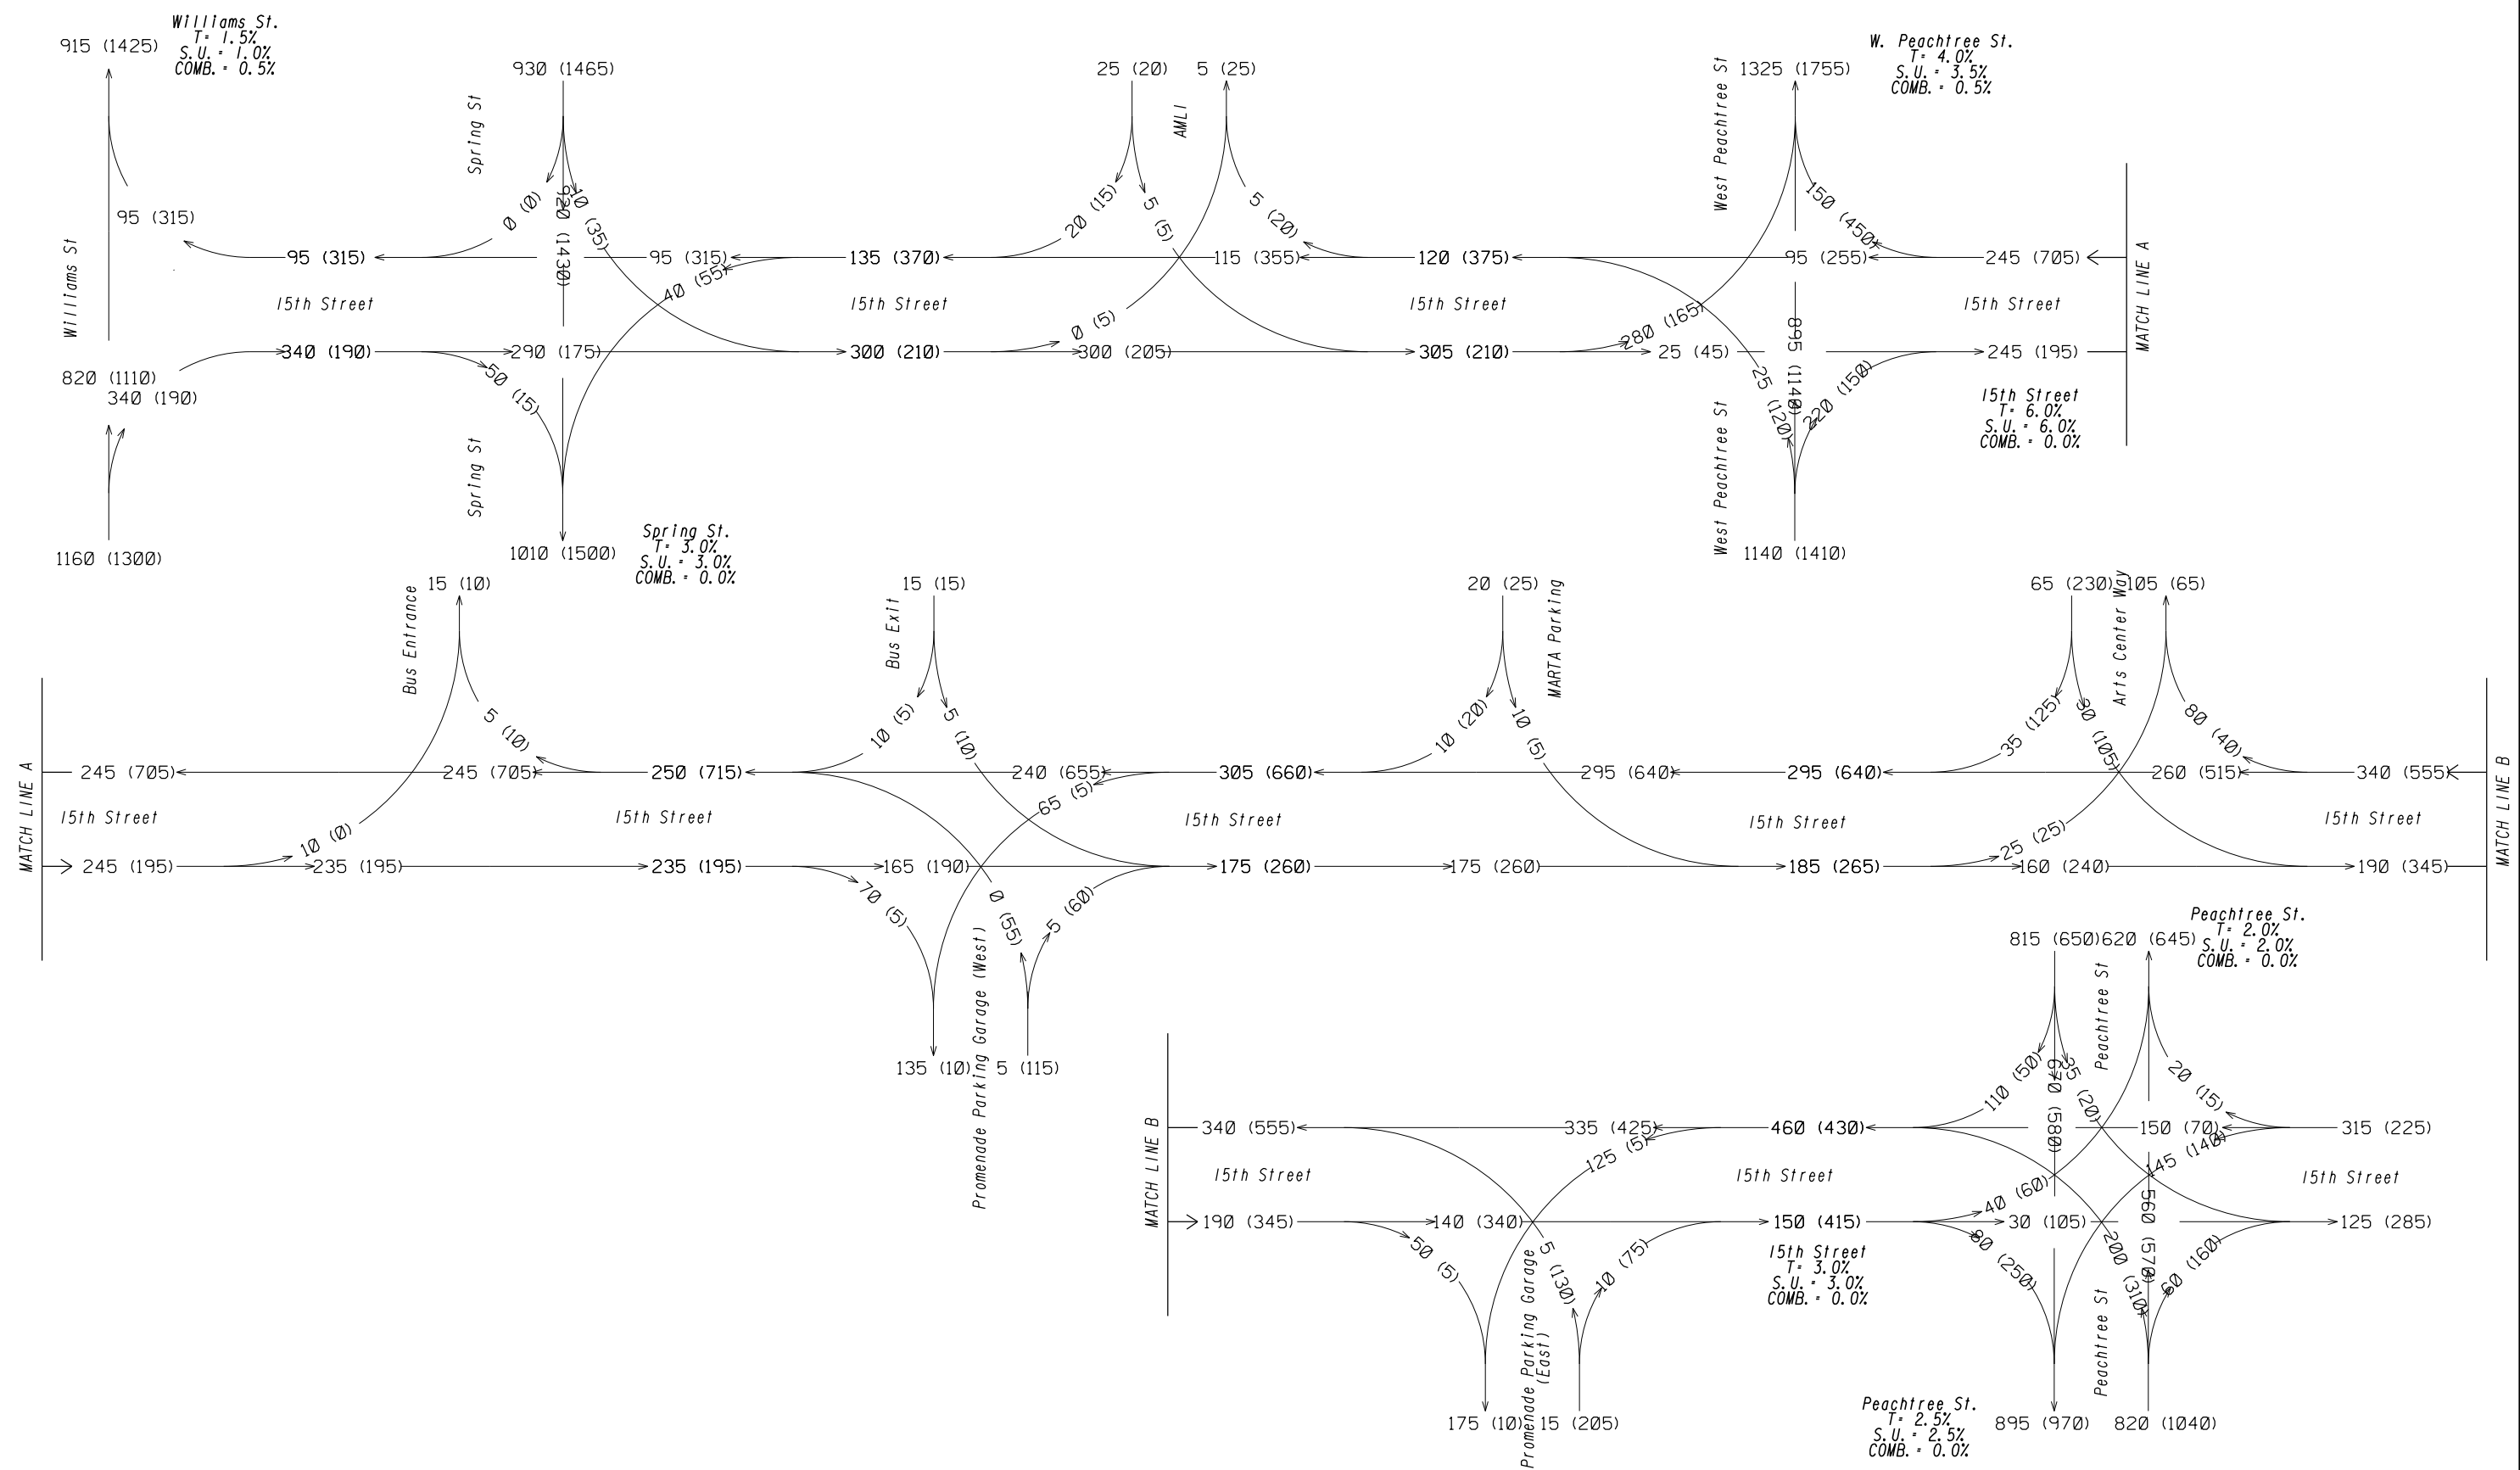 Williams St.
T= 1.5%
S.U. = 1.0%
COMB. = 0.5%
915 (1425)
95 (315)
Williams St
820 (1110)
340 (190)
1160 (1300)
95 (315)
15th Street
340 (190)
930 (1465)
Spring St
0 (0)
920 (1430)
10 (35)
95 (315)
40 (55)
290 (175)
50 (15)
Spring St
1010 (1500)
Spring St.
T= 3.0%
S.U. = 3.0%
COMB. = 0.0%
135 (370)
15th Street
300 (210)
25 (20)
5 (25)
AMLI
20 (15)
5 (5)
5 (20)
115 (355)
0 (5)
300 (205)
120 (375)
15th Street
305 (210)
West Peachtree St
1325 (1755)
W. Peachtree St.
T= 4.0%
S.U. = 3.5%
COMB. = 0.5%
150 (450)
95 (255)
280 (165)
25 (45)
895 (1140)
25 (120)
220 (150)
West Peachtree St
1140 (1410)
245 (705)
15th Street
245 (195)
15th Street
T= 6.0%
S.U. = 6.0%
COMB. = 0.0%
MATCH LINE A
MATCH LINE A
245 (705)
15th Street
245 (195)
Bus Entrance
15 (10)
5 (10)
245 (705)
10 (0)
235 (195)
250 (715)
15th Street
235 (195)
Bus Exit
15 (15)
10 (5)
5 (10)
240 (655)
65 (5)
165 (190)
70 (5)
0 (55)
5 (60)
135 (10)
5 (115)
Promenade Parking Garage (West)
305 (660)
15th Street
175 (260)
20 (25)
MARTA Parking
10 (20)
10 (5)
295 (640)
175 (260)
295 (640)
15th Street
185 (265)
65 (230)
105 (65)
Arts Center Way
35 (125)
30 (105)
80 (40)
260 (515)
25 (25)
160 (240)
340 (555)
15th Street
190 (345)
MATCH LINE B
MATCH LINE B
340 (555)
15th Street
190 (345)
335 (425)
125 (5)
140 (340)
50 (5)
5 (130)
10 (75)
175 (10)
15 (205)
Promenade Parking Garage
(East)
460 (430)
15th Street
150 (415)
15th Street
T= 3.0%
S.U. = 3.0%
COMB. = 0.0%
815 (650)
620 (645)
Peachtree St.
T= 2.0%
S.U. = 2.0%
COMB. = 0.0%
Peachtree St
110 (50)
670 (580)
35 (20)
20 (15)
150 (70)
145 (140)
40 (60)
30 (105)
80 (250)
200 (310)
560 (570)
60 (160)
315 (225)
15th Street
125 (285)
Peachtree St
895 (970)
820 (1040)
Peachtree St.
T= 2.5%
S.U. = 2.5%
COMB. = 0.0%